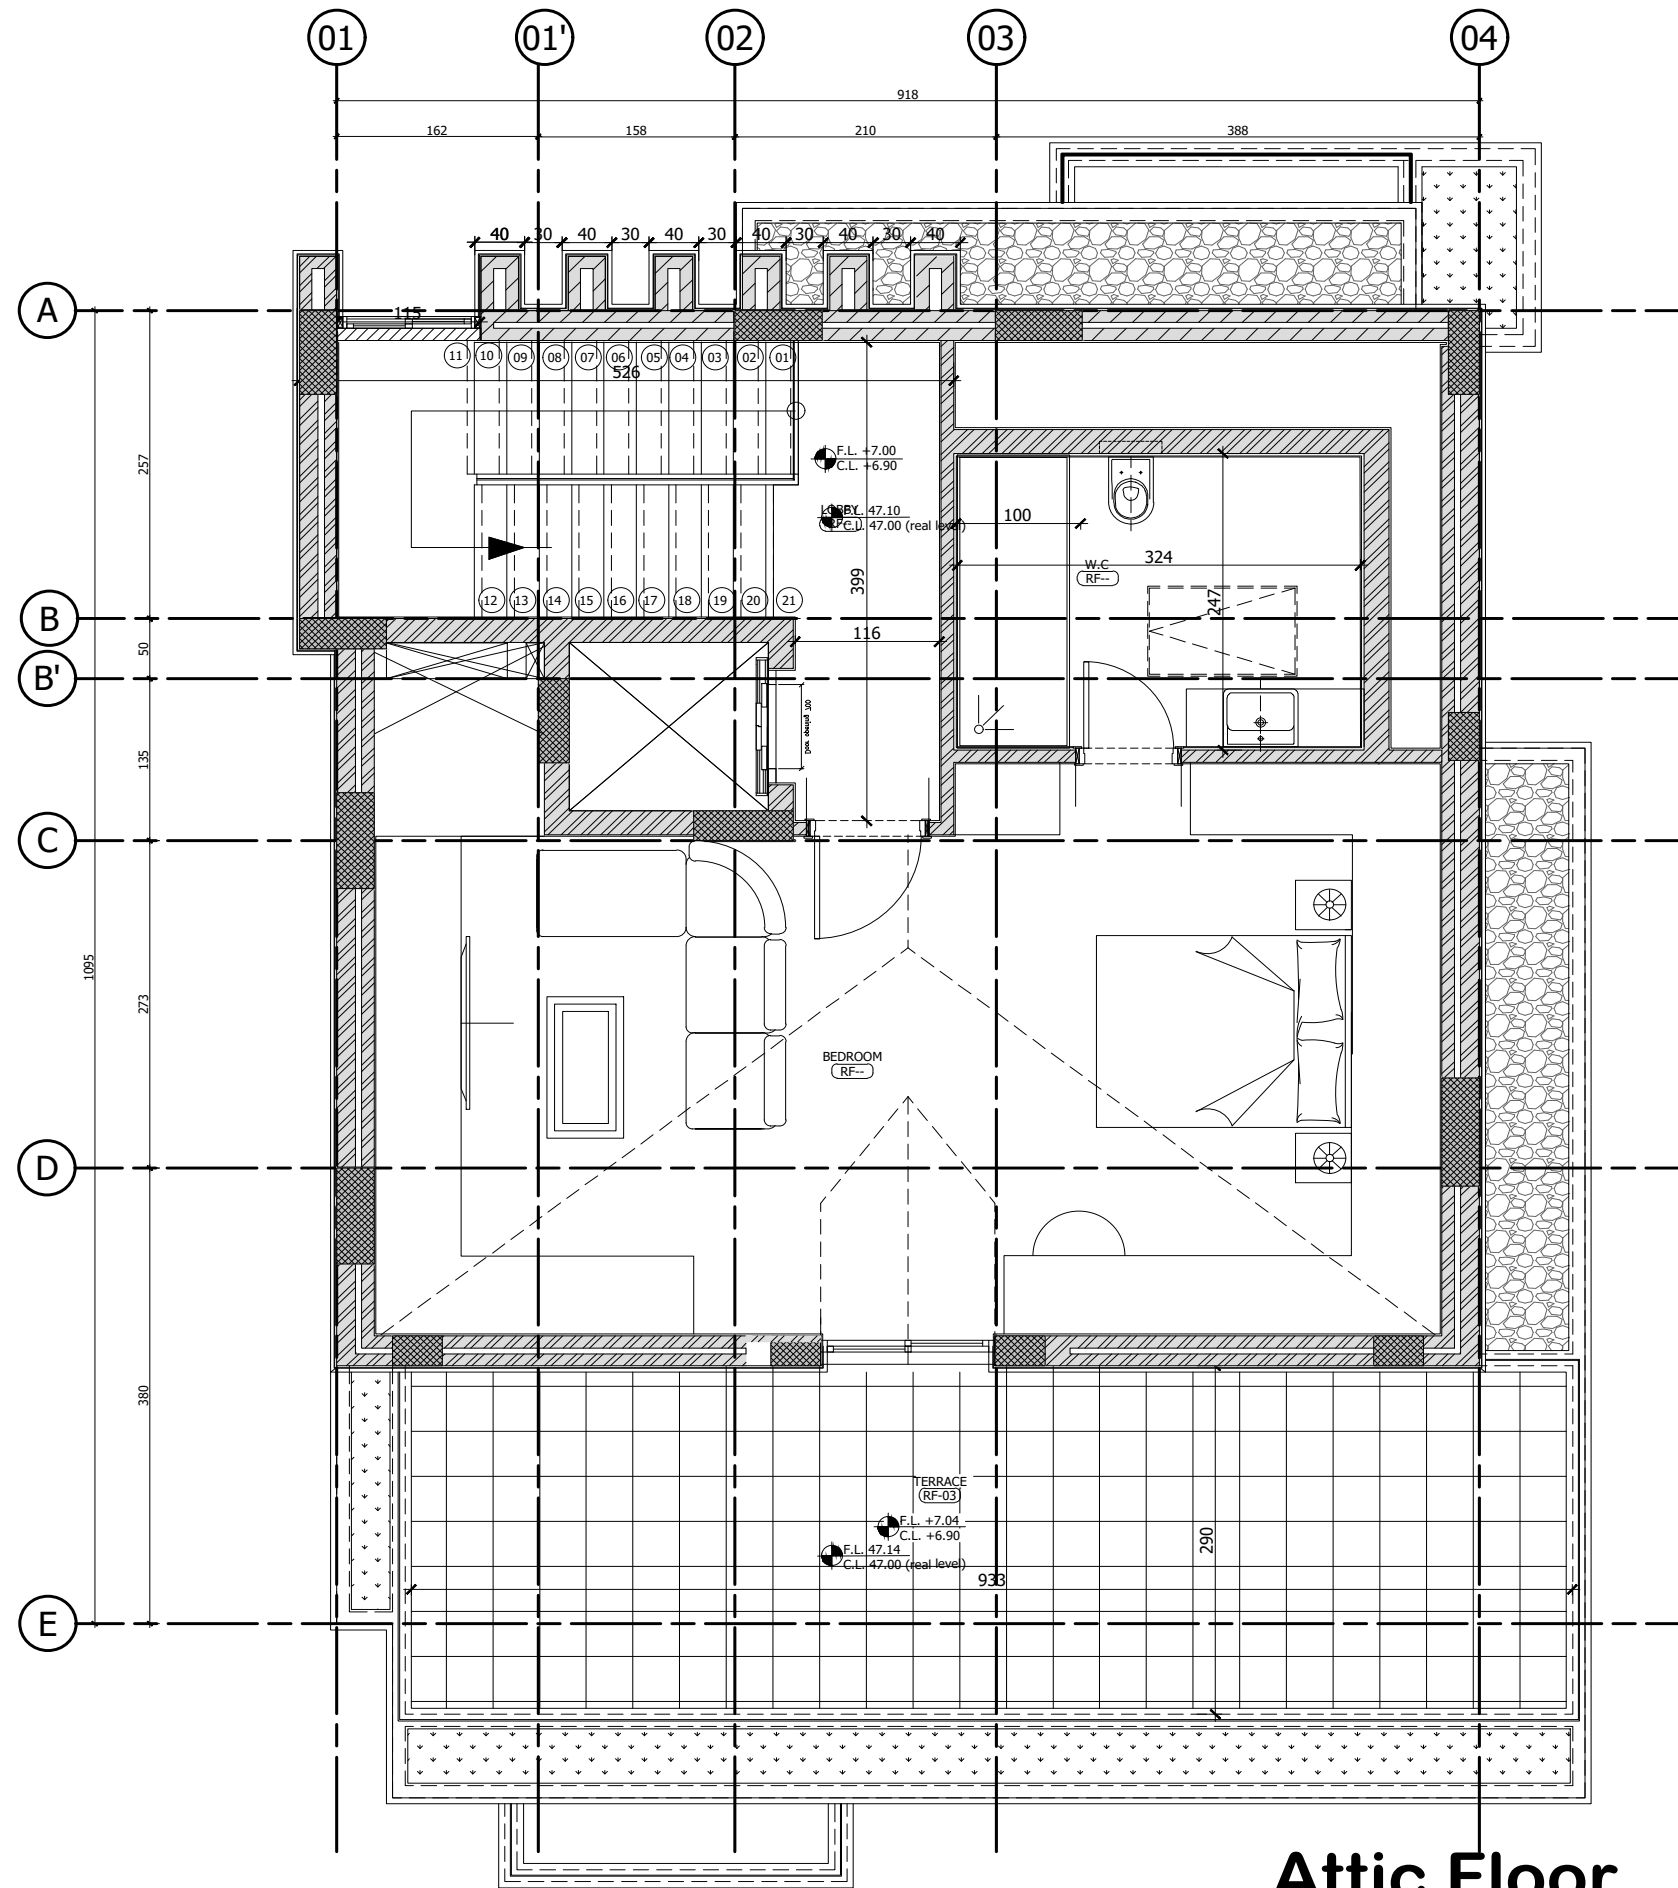 01 01' 02 03 04
918
162 158 210 388
40 30 40 30 40 30 40 30 40 30 40
A
115
11 10 09 08 07 06 05 04 03 02 01
526
F.L. +7.00
C.L. +6.90
257
F.L. 47.10
LOBBY
C.L. 47.00 (real level)
100
324
W.C
RF--
399
247
12 13 14 15 16 17 18 19 20 21
B
116
50
B'
135
C
1095
273
BEDROOM
RF--
D
380
TERRACE
RF-03
F.L. +7.04
C.L. +6.90
F.L. 47.14
C.L. 47.00 (real level)
290
933
E
Attic Floor